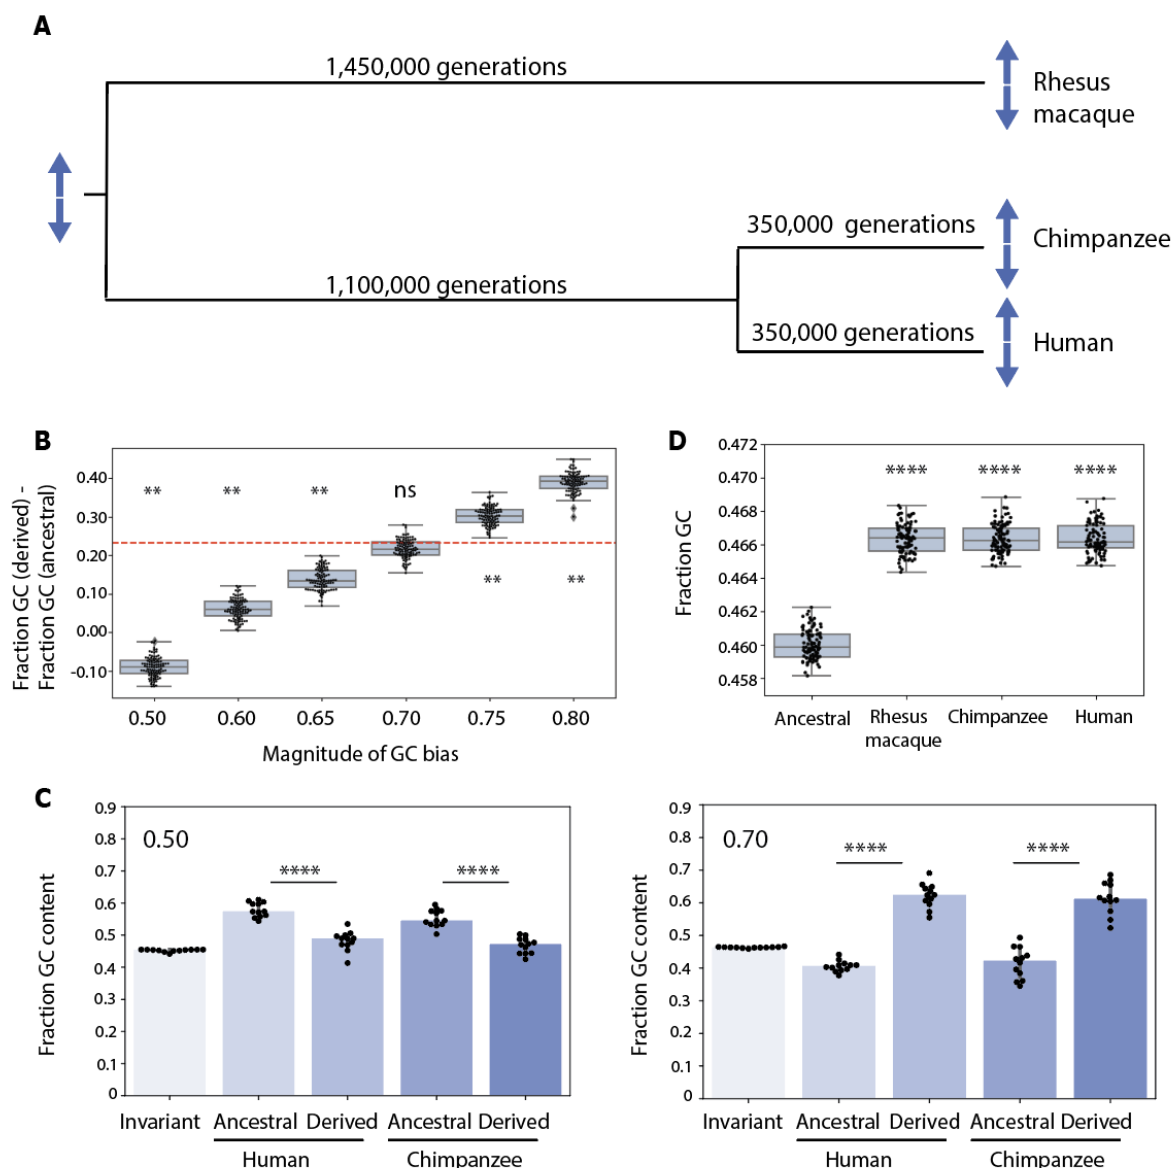 A
1,450,000 generations
Rhesus
macaque
350,000 generations
Chimpanzee
1,100,000 generations
350,000 generations
Human
B
Fraction GC (derived) -
Fraction GC (ancestral)
0.40
0.30
0.20
0.10
0.00
-0.10
** ** ** ns
** **
0.50 0.60 0.65 0.70 0.75 0.80
Magnitude of GC bias
D
Fraction GC
0.472
0.470
0.468
0.466
0.464
0.462
0.460
0.458
**** **** ****
Ancestral Rhesus Chimpanzee Human
macaque
C
Fraction GC content
0.9
0.8
0.7
0.6
0.5
0.4
0.3
0.2
0.1
0
0.50
**** ****
Invariant Ancestral Derived Ancestral Derived
Human Chimpanzee
Fraction GC content
0.9
0.8
0.7
0.6
0.5
0.4
0.3
0.2
0.1
0
0.70
**** ****
Invariant Ancestral Derived Ancestral Derived
Human Chimpanzee